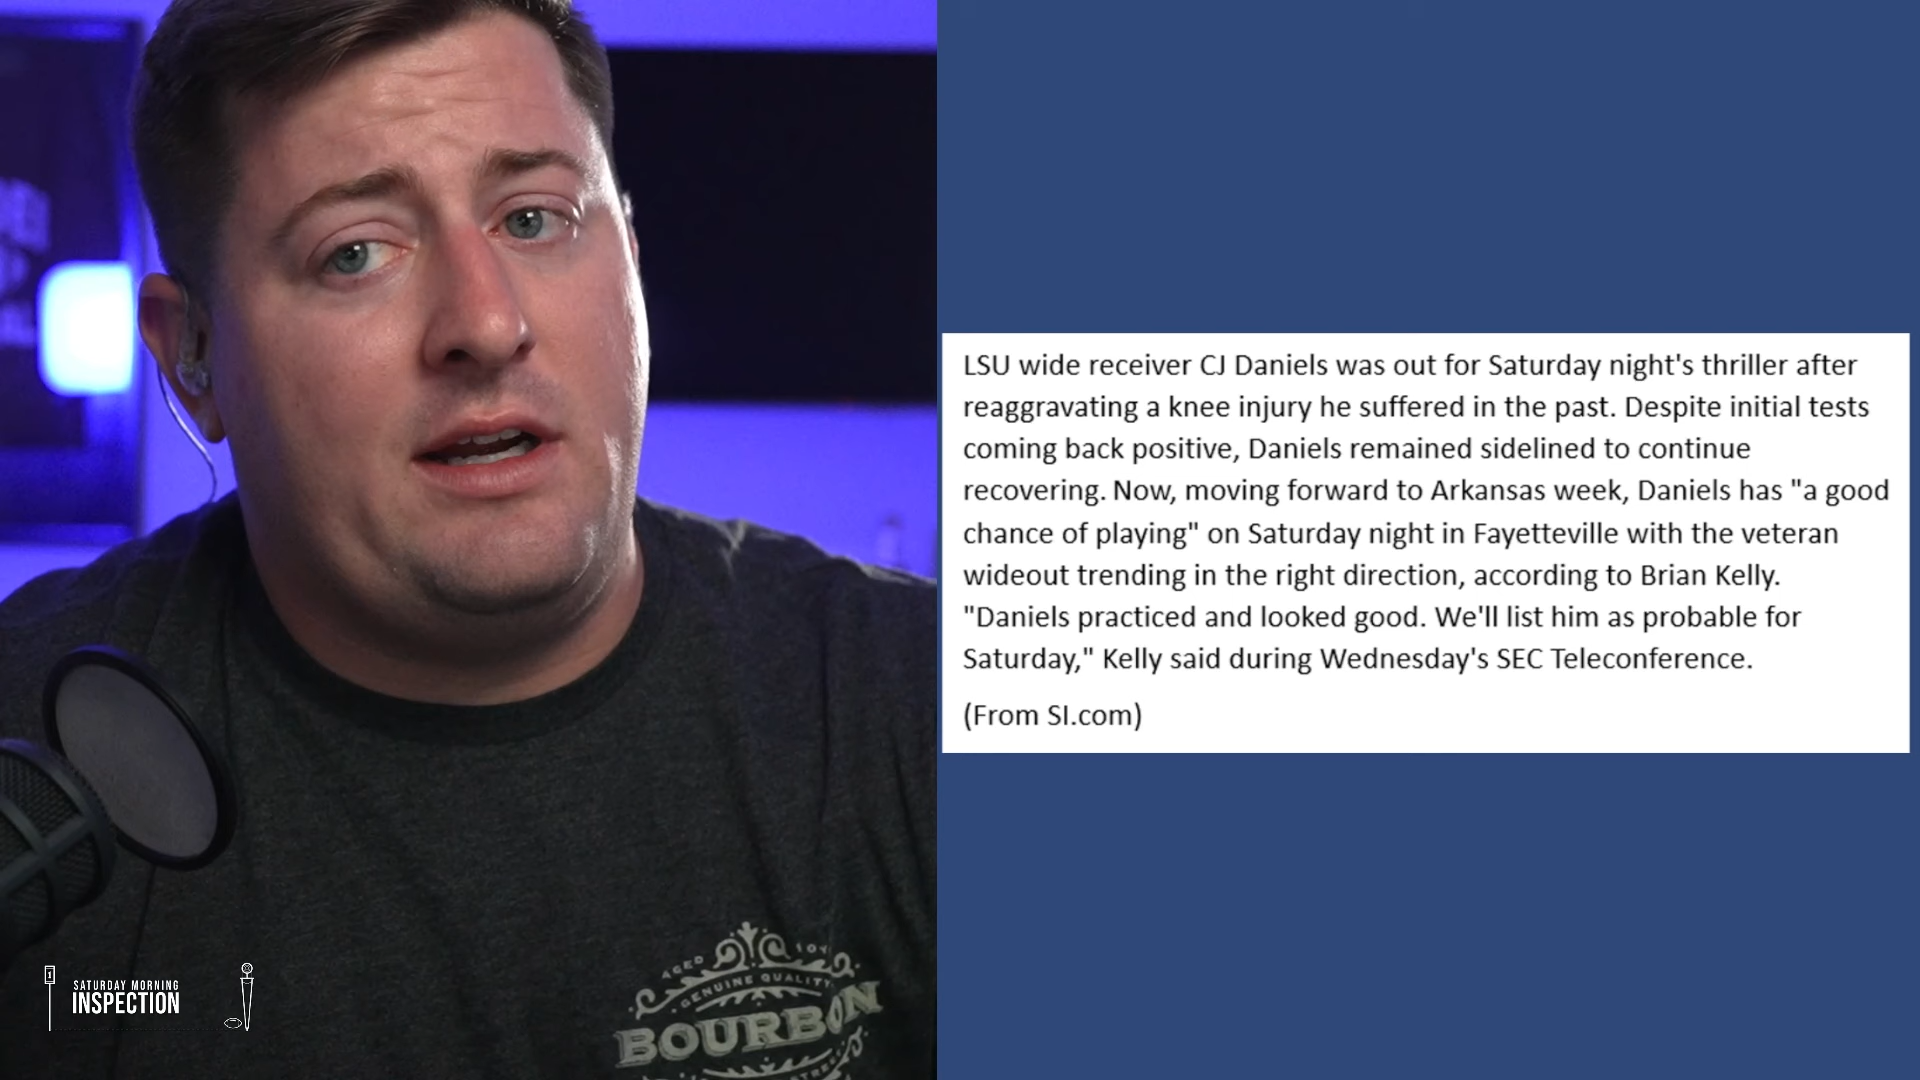 LSU wide receiver CJ Daniels was out for Saturday night's thriller after
reaggravating a knee injury he suffered in the past. Despite initial tests
coming back positive, Daniels remained sidelined to continue
recovering. Now, moving forward to Arkansas week, Daniels has "a good
chance of playing" on Saturday night in Fayetteville with the veteran
wideout trending in the right direction, according to Brian Kelly.
"Daniels practiced and looked good. We'll list him as probable for
Saturday," Kelly said during Wednesday's SEC Teleconference.
(From SI.com)
1
SATURDAY MORNING
INSPECTION
AGED
GENUINE QUALITY
BOURBON